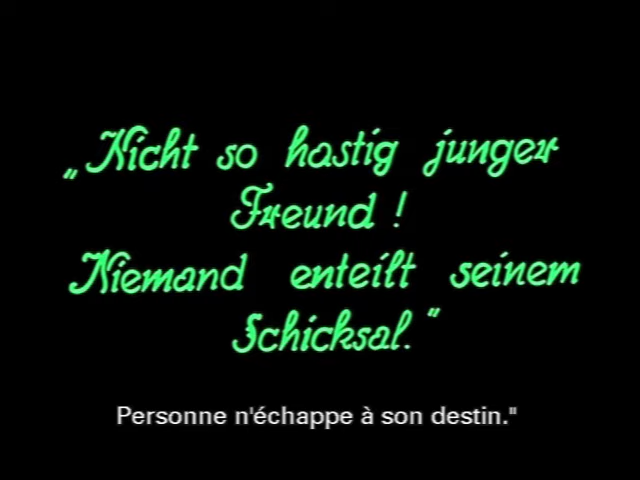 „Nicht so hastig junger
Freund !
Niemand enteilt seinem
Schicksal.”
Personne n'échappe à son destin."